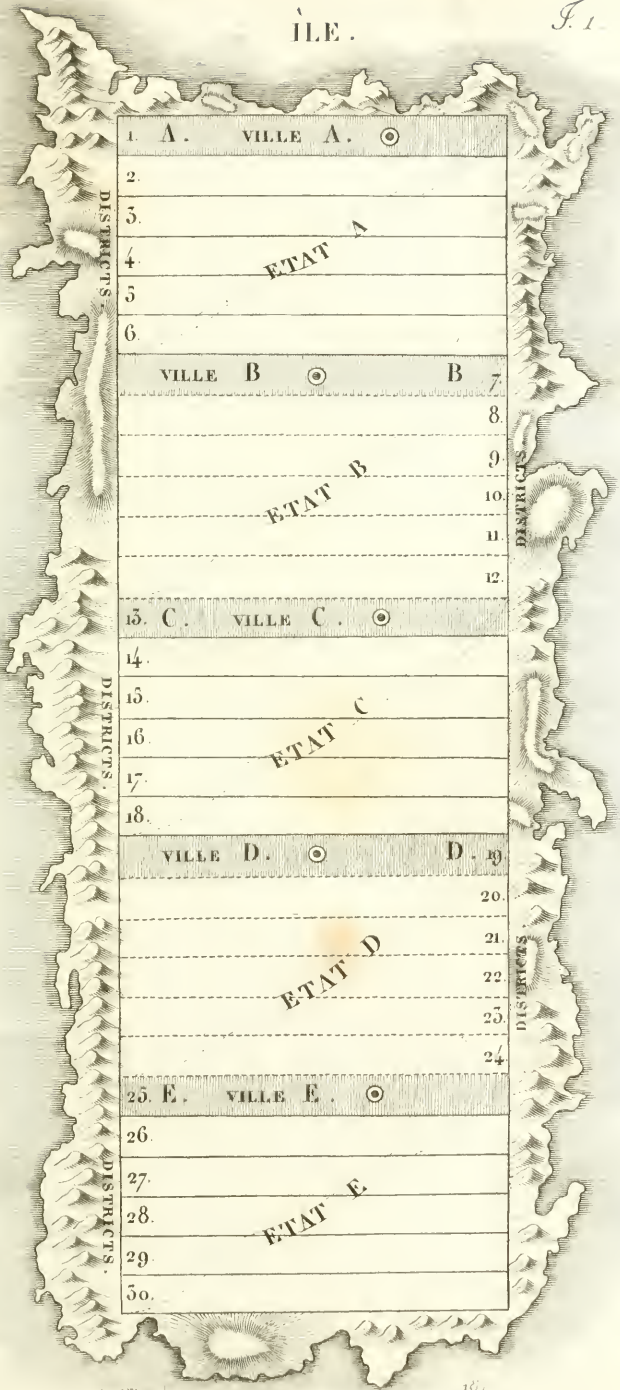 ÌLE.
F. 1
1. A. VILLE A.
2.
3.
DISTRICTS.
ETAT A
4.
5
6.
VILLE B B 7.
8.
9.
ETAT B
10.
DISTRICTS.
11.
12.
13. C. VILLE C.
14.
15.
ETAT C
16.
DISTRICTS.
17.
18.
VILLE D. D. 19.
20.
21.
ETAT D
22.
DISTRICTS.
23.
24.
25. E. VILLE E.
26.
27.
ETAT E
DISTRICTS.
28.
29
30.